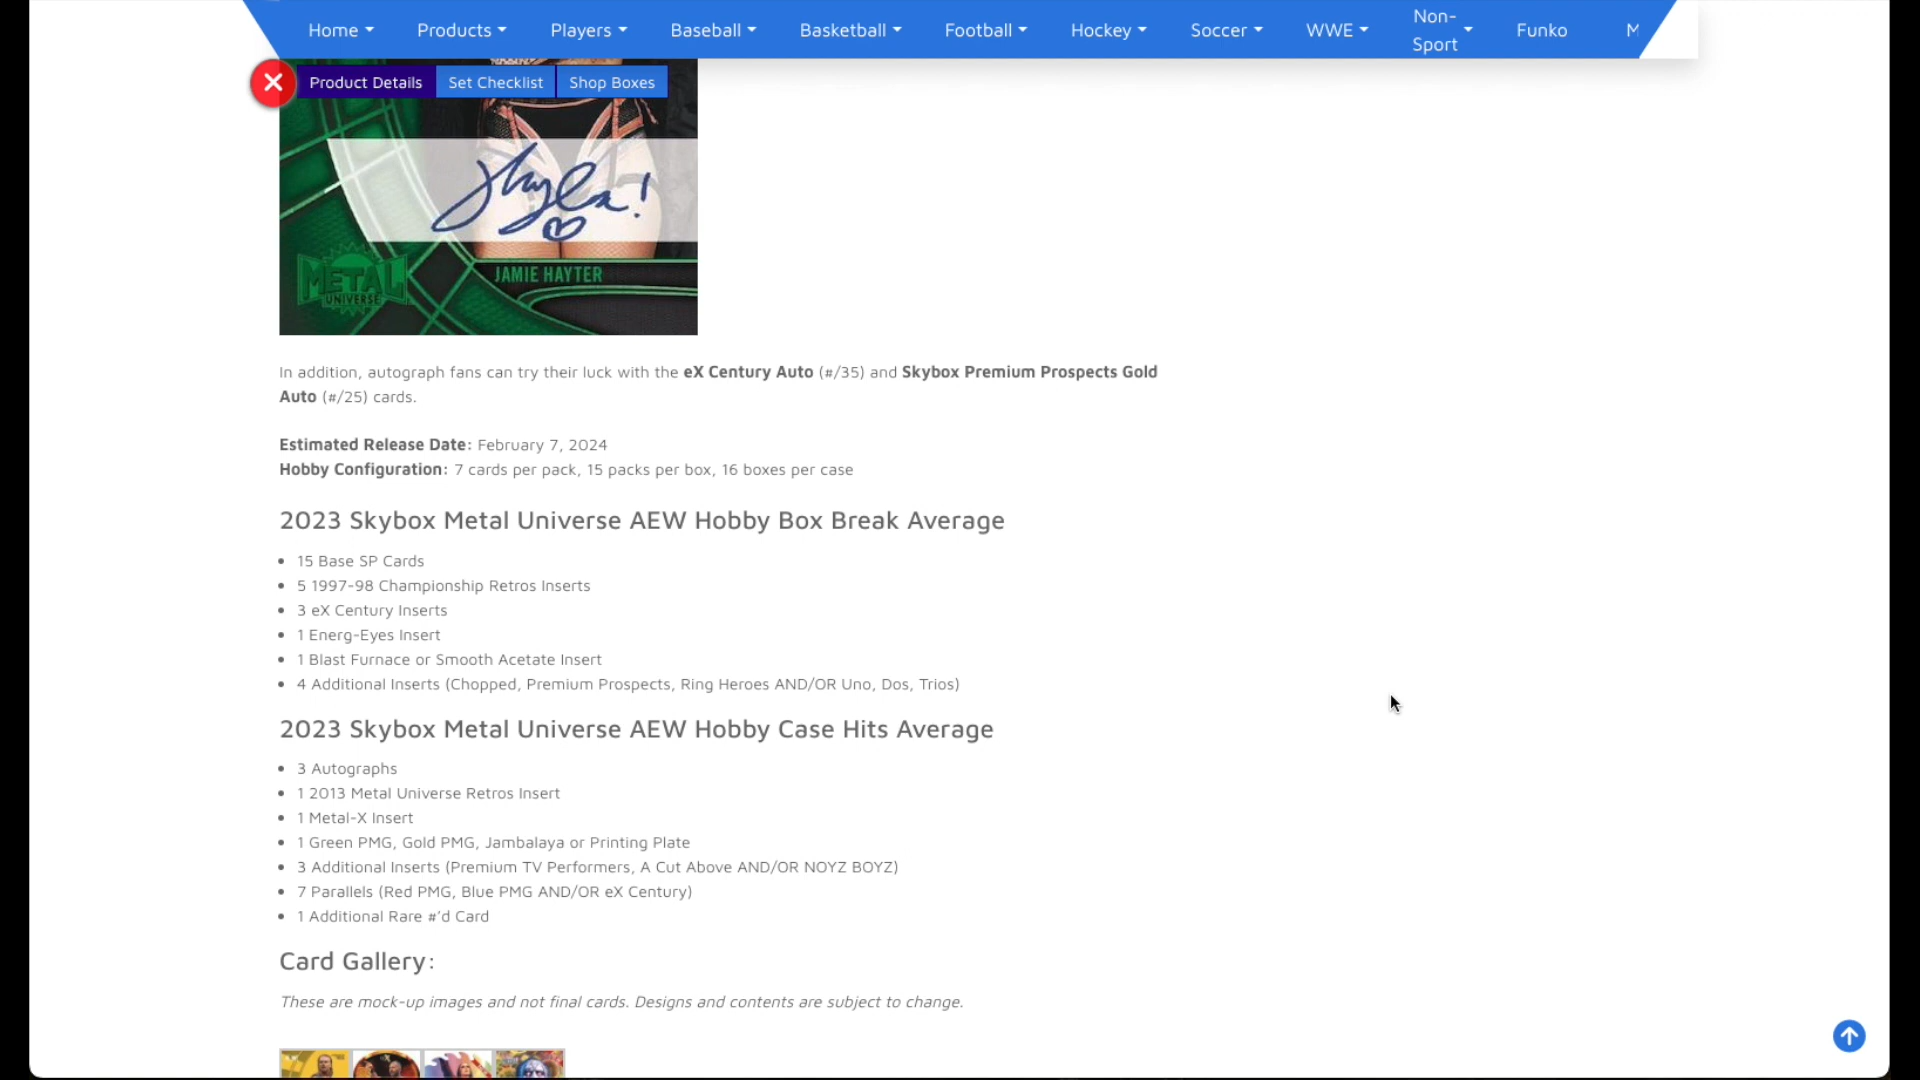 Home Products Players Baseball Basketball Football Hockey Soccer WWE Non-Sport Funko
Product Details Set Checklist Shop Boxes
METAL
UNIVERSE
JAMIE HAYTER
In addition, autograph fans can try their luck with the eX Century Auto (#/35) and Skybox Premium Prospects Gold
Auto (#/25) cards.
Estimated Release Date: February 7, 2024
Hobby Configuration: 7 cards per pack, 15 packs per box, 16 boxes per case
2023 Skybox Metal Universe AEW Hobby Box Break Average
• 15 Base SP Cards
• 5 1997-98 Championship Retros Inserts
• 3 eX Century Inserts
• 1 Energ-Eyes Insert
• 1 Blast Furnace or Smooth Acetate Insert
• 4 Additional Inserts (Chopped, Premium Prospects, Ring Heroes AND/OR Uno, Dos, Trios)
2023 Skybox Metal Universe AEW Hobby Case Hits Average
• 3 Autographs
• 1 2013 Metal Universe Retros Insert
• 1 Metal-X Insert
• 1 Green PMG, Gold PMG, Jambalaya or Printing Plate
• 3 Additional Inserts (Premium TV Performers, A Cut Above AND/OR NOYZ BOYZ)
• 7 Parallels (Red PMG, Blue PMG AND/OR eX Century)
• 1 Additional Rare #'d Card
Card Gallery:
These are mock-up images and not final cards. Designs and contents are subject to change.